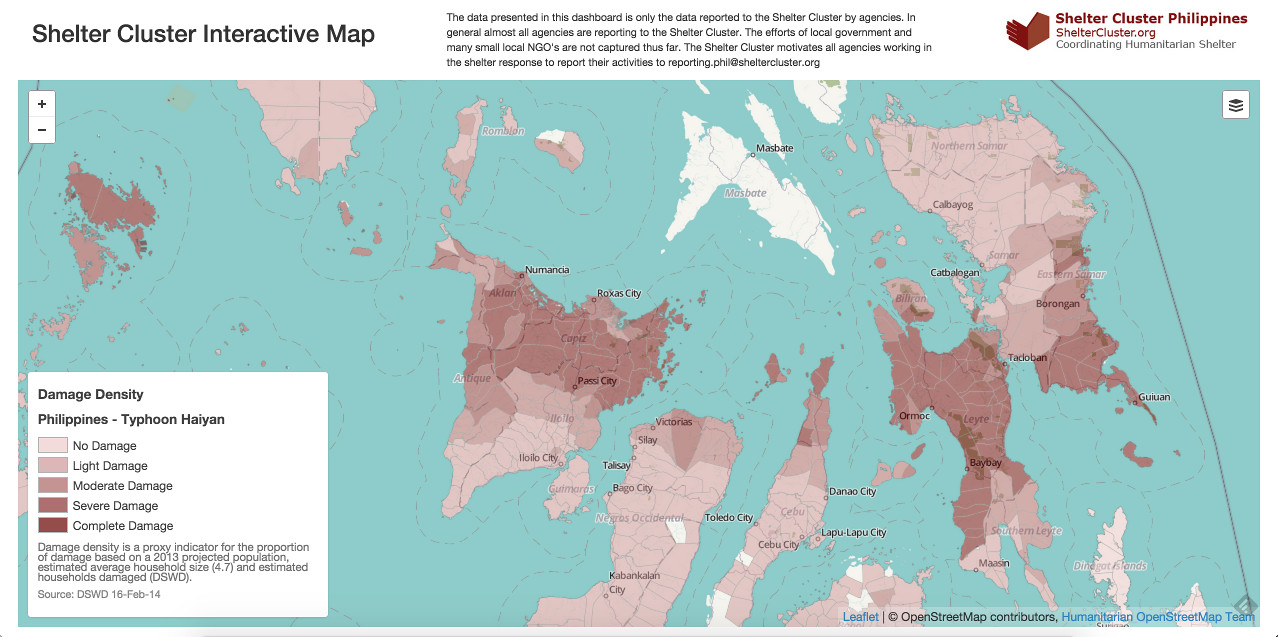 Shelter Cluster Interactive Map
The data presented in this dashboard is only the data reported to the Shelter Cluster by agencies. In
general almost all agencies are reporting to the Shelter Cluster. The efforts of local government and
many small local NGO's are not captured thus far. The Shelter Cluster motivates all agencies working in
the shelter response to report their activities to reporting.phil@sheltercluster.org
Shelter Cluster Philippines
ShelterCluster.org
Coordinating Humanitarian Shelter
+
−
Romblon
Masbate
Masbate
Northern Samar
Calbayog
Samar
Catbalogan
Eastern Samar
Numancia
Aklan
Roxas City
Biliran
Borongan
Capiz
Tacloban
Antique
Passi City
Guiuan
Ormoc
Leyte
Iloilo
Victorias
Silay
Iloilo City
Talisay
Baybay
Guimaras
Bago City
Danao City
Negros Occidental
Toledo City
Cebu
Lapu-Lapu City
Southern Leyte
Cebu City
Maasin
Dinagat Islands
Kabankalan
City
Damage Density
Philippines - Typhoon Haiyan
No Damage
Light Damage
Moderate Damage
Severe Damage
Complete Damage
Damage density is a proxy indicator for the proportion
of damage based on a 2013 projected population,
estimated average household size (4.7) and estimated
households damaged (DSWD).
Source: DSWD 16-Feb-14
Leaflet | © OpenStreetMap contributors, Humanitarian OpenStreetMap Team